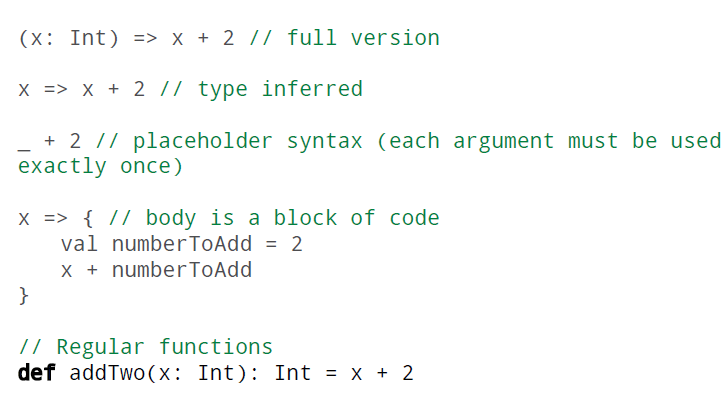 (x: Int) => x + 2 // full version
x => x + 2 // type inferred
_ + 2 // placeholder syntax (each argument must be used
exactly once)
x => { // body is a block of code
    val numberToAdd = 2
    x + numberToAdd
}
// Regular functions
def addTwo(x: Int): Int = x + 2